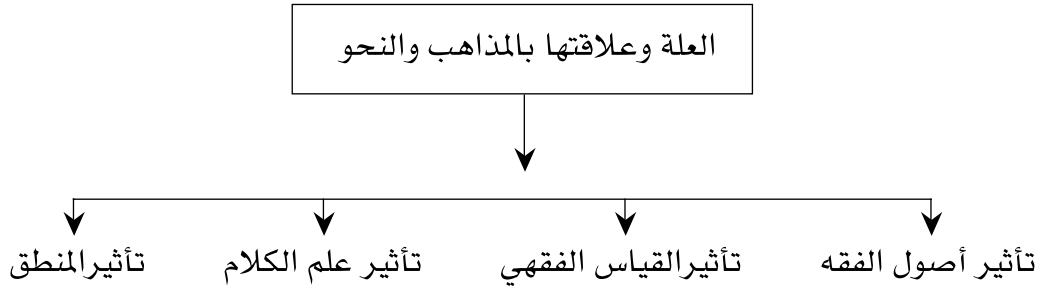 العلة وعلاقتها بالمذاهب والنحو
تأثير أصول الفقه
تأثيرالقياس الفقهي
تأثير علم الكلام
تأثيرالمنطق